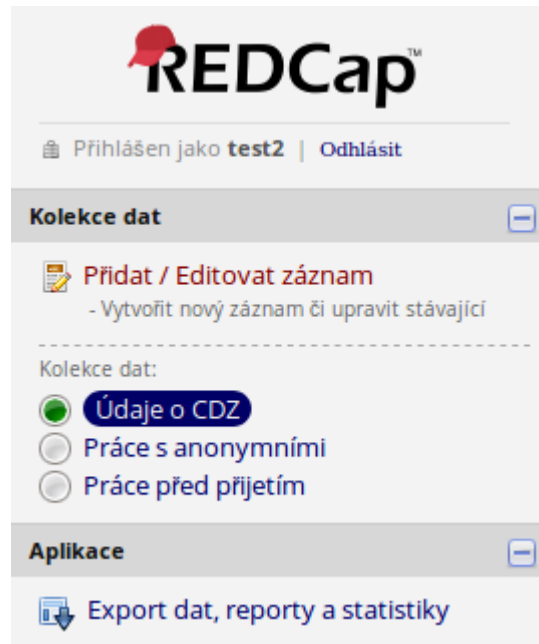 REDCap™
Přihlášen jako test2 | Odhlásit
Kolekce dat
Přidat / Editovat záznam
- Vytvořit nový záznam či upravit stávající
Kolekce dat:
Údaje o CDZ
Práce s anonymními
Práce před přijetím
Aplikace
Export dat, reporty a statistiky